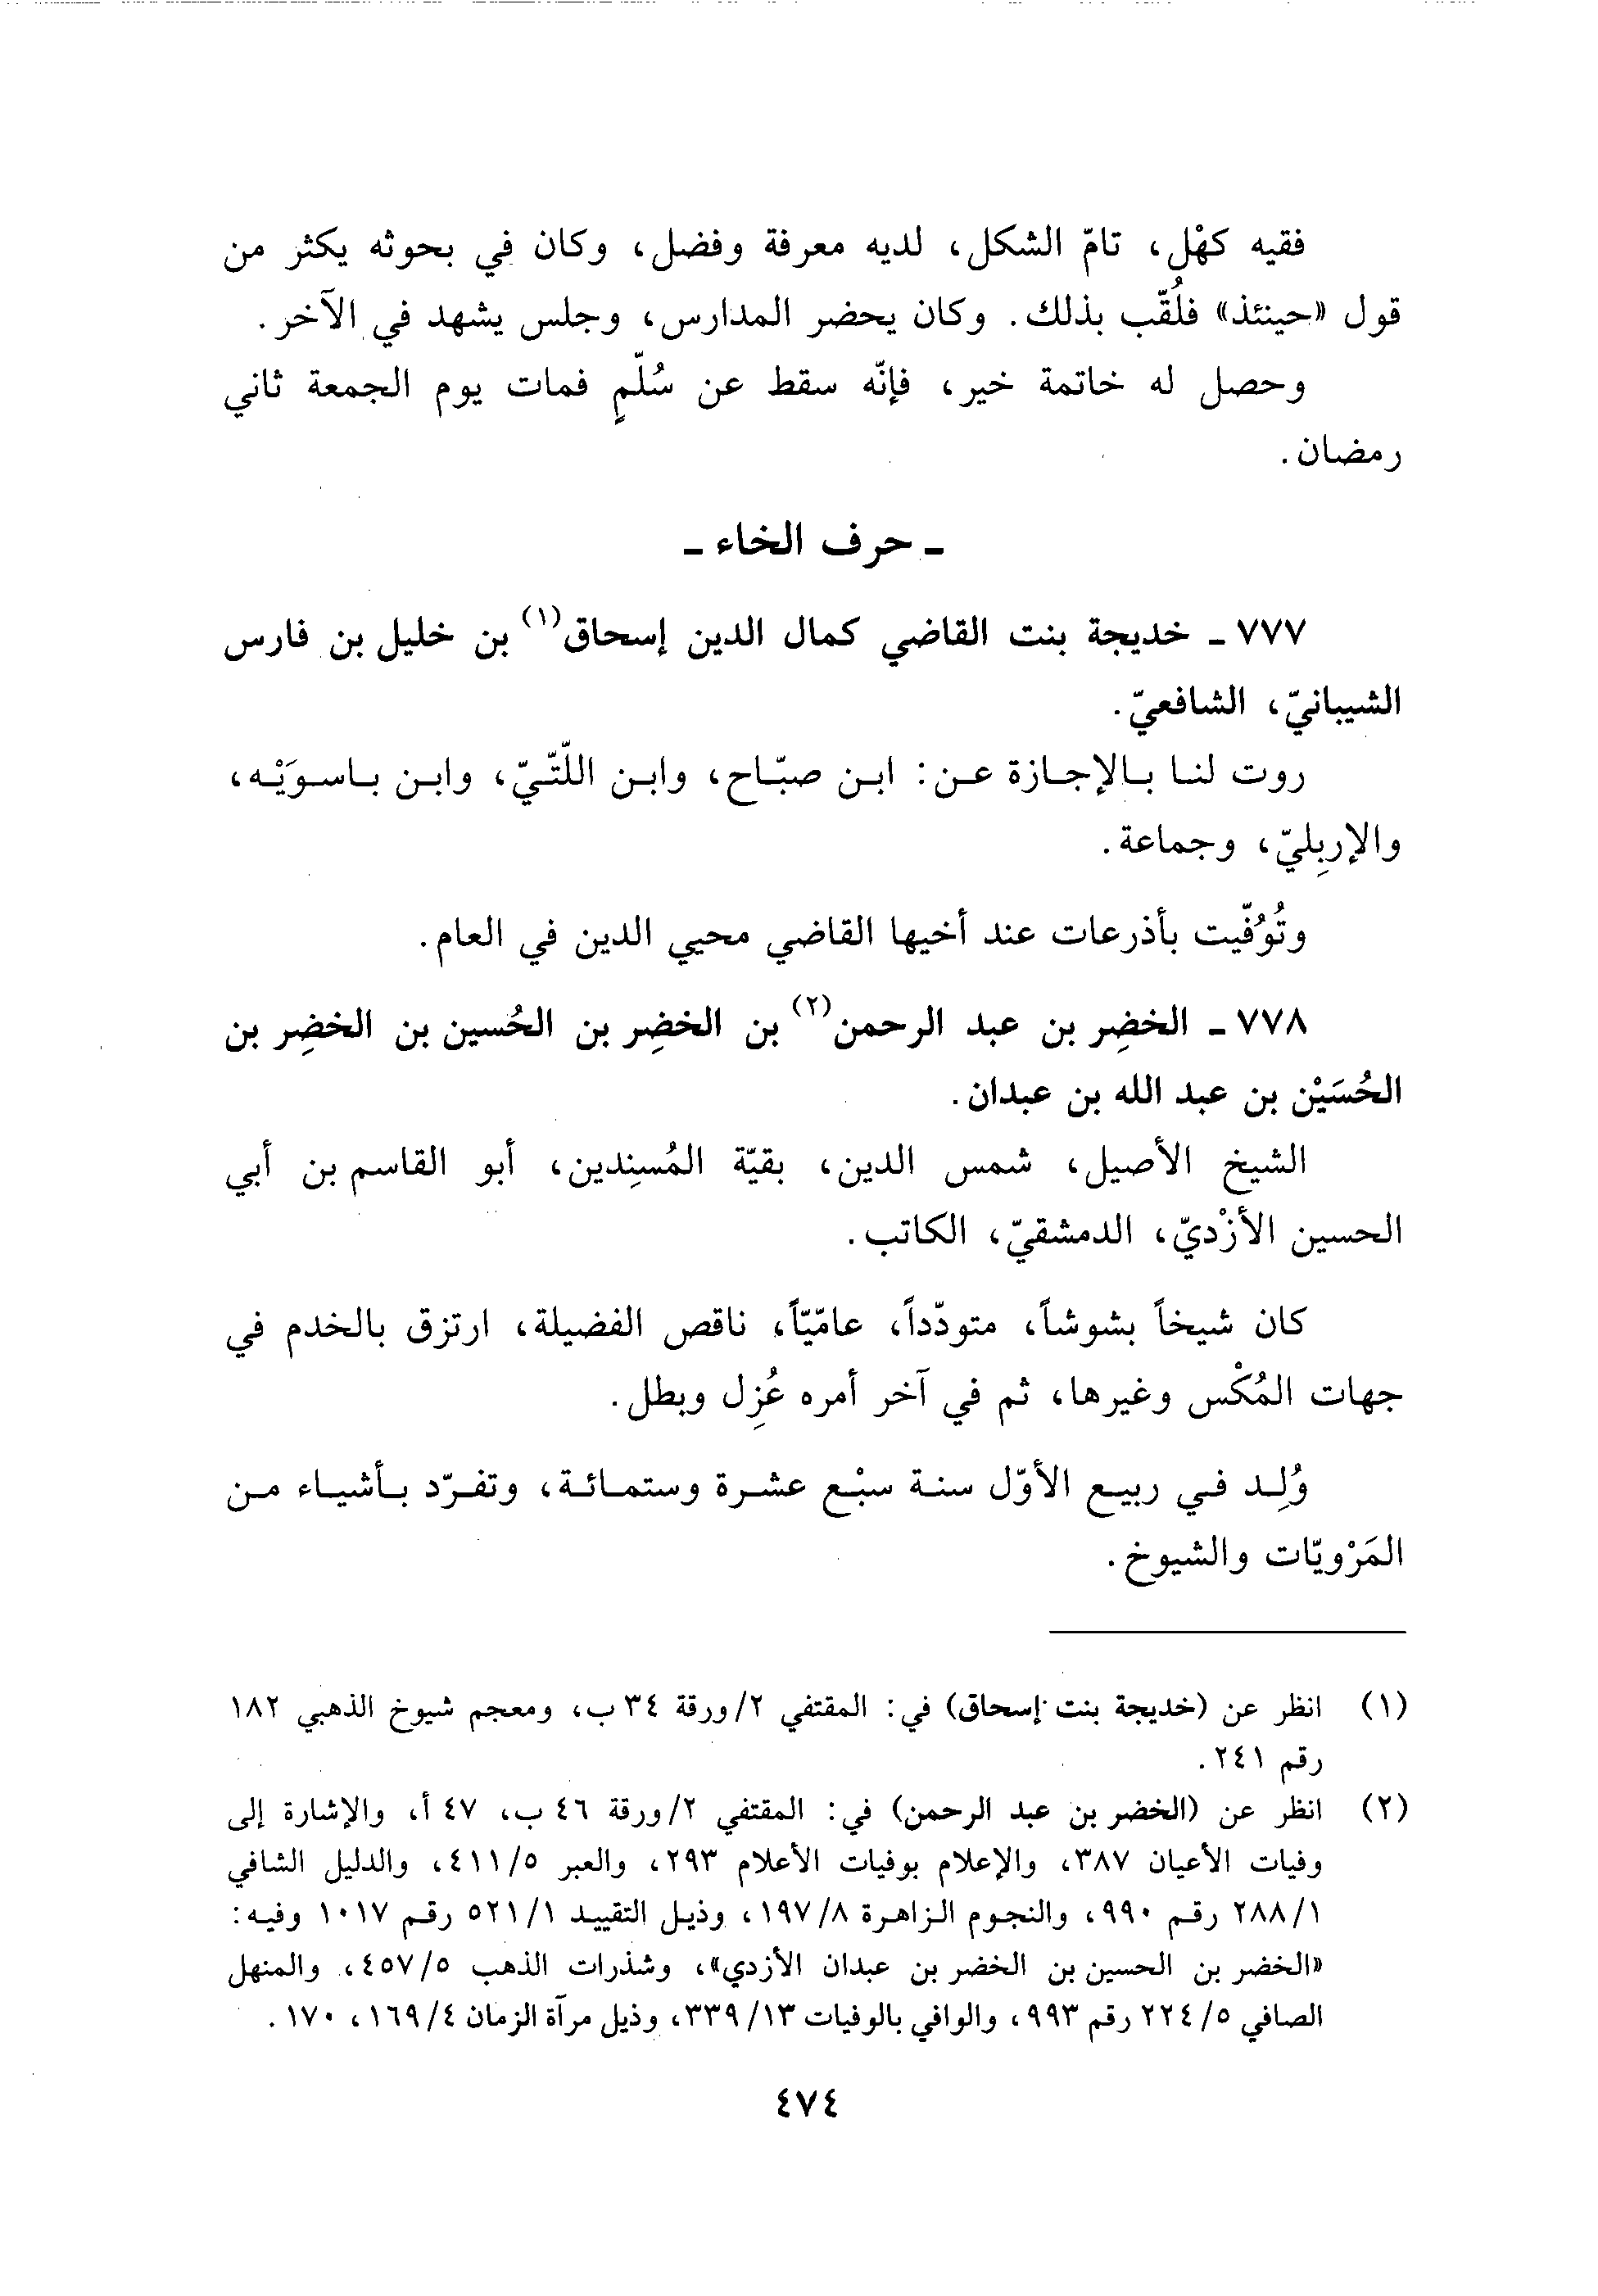 فقيه كهْل، تامّ الشكل، لديه معرفة وفضل، وكان في بحوثه يكثر من
قول «حينئذ» فلُقّب بذلك. وكان يحضر المدارس، وجلس يشهد في الآخر.
وحصل له خاتمة خير، فإنّه سقط عن سُلّمٍ فمات يوم الجمعة ثاني
رمضان.
ـ حرف الخاء ـ
٧٧٧ ـ خديجة بنت القاضي كمال الدين إسحاق(١) بن خليل بن فارس
الشيبانيّ، الشافعيّ.
روت لنا بالإجازة عن: ابن صبّاح، وابن اللّتّيّ، وابن باسوَيْه،
والإربِليّ، وجماعة.
وتُوُفّيت بأذرعات عند أخيها القاضي محيي الدين في العام.
٧٧٨ ـ الخضِر بن عبد الرحمن(٢) بن الخضِر بن الحُسين بن الخضِر بن
الحُسَيْن بن عبد الله بن عبدان.
الشيخ الأصيل، شمس الدين، بقيّة المُسنِدين، أبو القاسم بن أبي
الحسين الأزْديّ، الدمشقيّ، الكاتب.
كان شيخاً بشوشاً، متودّداً، عامّيّاً، ناقص الفضيلة، ارتزق بالخدم في
جهات المُكْس وغيرها، ثم في آخر أمره عُزِل وبطل.
وُلِد في ربيع الأوّل سنة سبْع عشرة وستمائة، وتفرّد بأشياء من
المَرْويّات والشيوخ.
(١) انظر عن (خديجة بنت إسحاق) في: المقتفي ٢/ورقة ٣٤ ب، ومعجم شيوخ الذهبي ١٨٢
رقم ٢٤١.
(٢) انظر عن (الخضر بن عبد الرحمن) في: المقتفي ٢/ورقة ٤٦ ب، ٤٧ أ، والإشارة إلى
وفيات الأعيان ٣٨٧، والإعلام بوفيات الأعلام ٢٩٣، والعبر ٤١١/٥، والدليل الشافي
٢٨٨/١ رقم ٩٩٠، والنجوم الزاهرة ١٩٧/٨، وذيل التقييد ٥٢١/١ رقم ١٠١٧ وفيه:
«الخضر بن الحسين بن الخضر بن عبدان الأزدي»، وشذرات الذهب ٤٥٧/٥، والمنهل
الصافي ٢٢٤/٥ رقم ٩٩٣، والوافي بالوفيات ٣٣٩/١٣، وذيل مرآة الزمان ١٦٩/٤، ١٧٠.
٤٧٤